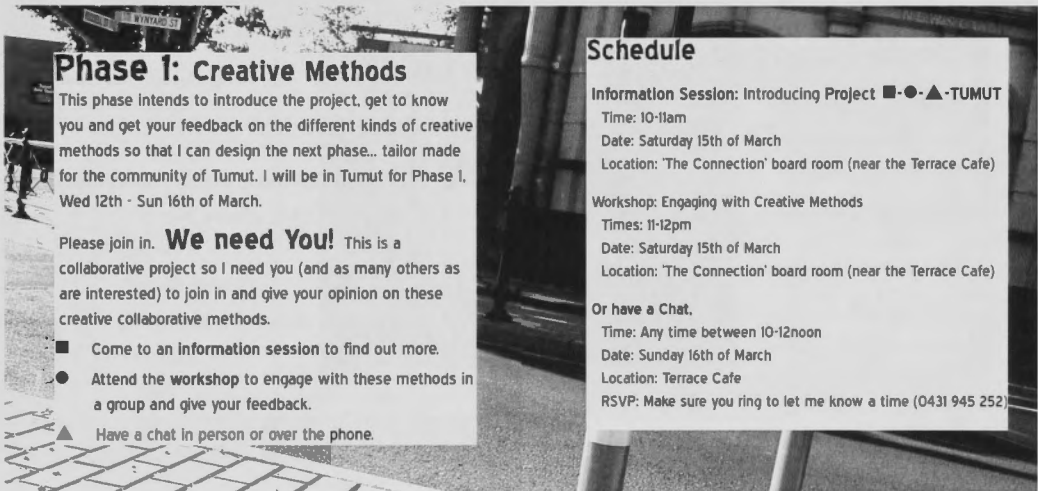 WYNYARD ST
Phase 1: Creative Methods
This phase intends to introduce the project, get to know
you and get your feedback on the different kinds of creative
methods so that I can design the next phase... tailor made
for the community of Tumut. I will be in Tumut for Phase 1,
Wed 12th - Sun 16th of March.
Please join in. We need You! This is a
collaborative project so I need you (and as many others as
are interested) to join in and give your opinion on these
creative collaborative methods.
■ Come to an information session to find out more.
● Attend the workshop to engage with these methods in
a group and give your feedback.
▲ Have a chat in person or over the phone.
Schedule
Information Session: Introducing Project ■-●-▲-TUMUT
Time: 10-11am
Date: Saturday 15th of March
Location: 'The Connection' board room (near the Terrace Cafe)
Workshop: Engaging with Creative Methods
Times: 11-12pm
Date: Saturday 15th of March
Location: 'The Connection' board room (near the Terrace Cafe)
Or have a Chat,
Time: Any time between 10-12noon
Date: Sunday 16th of March
Location: Terrace Cafe
RSVP: Make sure you ring to let me know a time (0431 945 252)